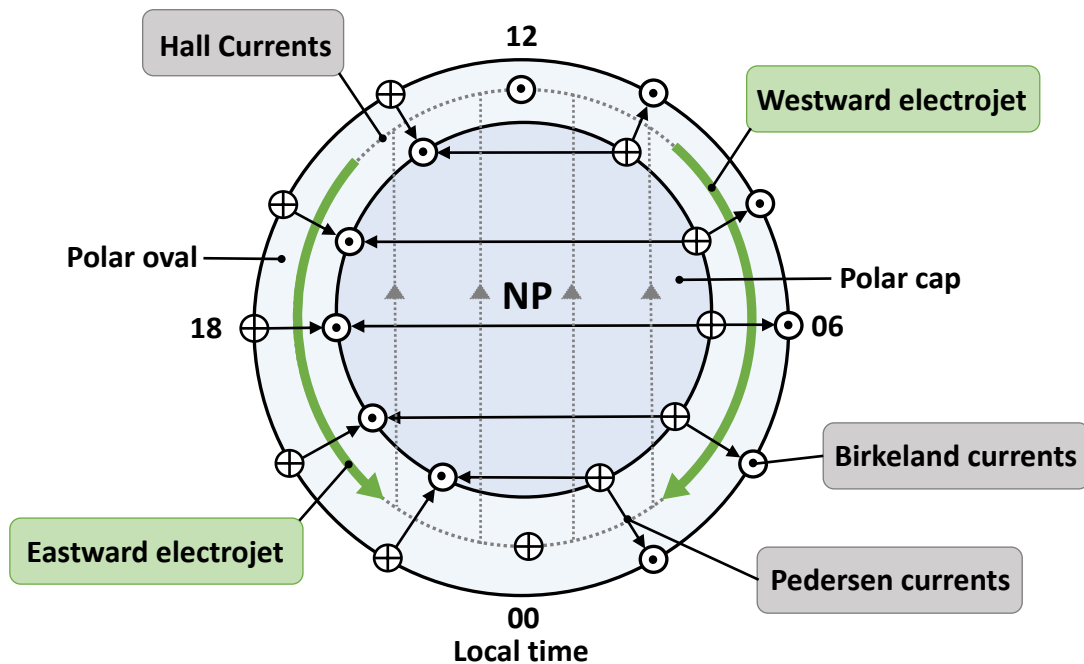 12
Hall Currents
Westward electrojet
Polar oval
NP
Polar cap
18
06
Birkeland currents
Eastward electrojet
Pedersen currents
00
Local time